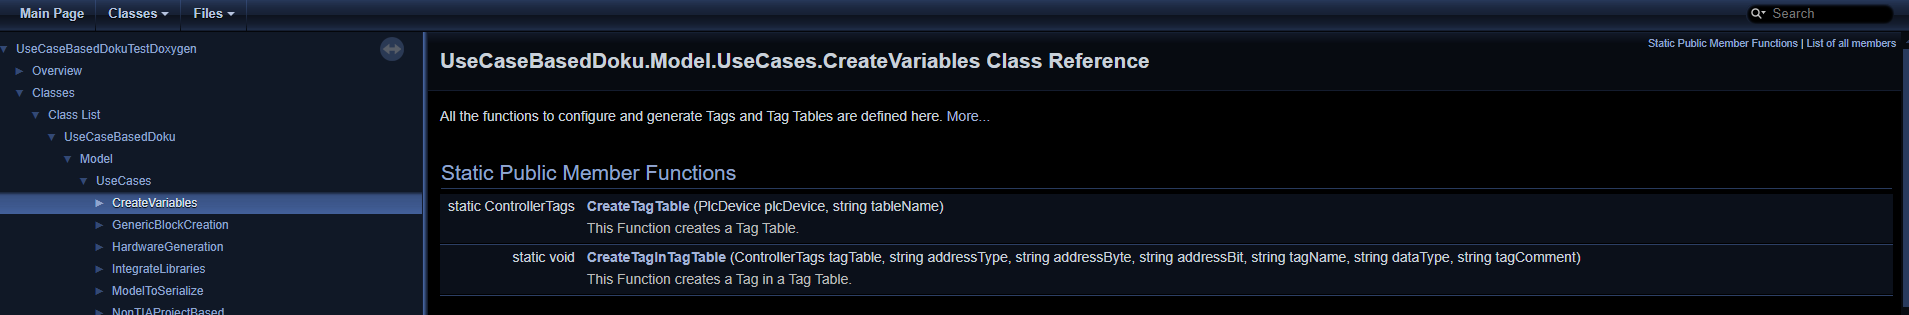 Main Page Classes Files Search
Static Public Member Functions | List of all members
UseCaseBasedDokuTestDoxygen
Overview
Classes
Class List
UseCaseBasedDoku
Model
UseCases
CreateVariables
GenericBlockCreation
HardwareGeneration
IntegrateLibraries
ModelToSerialize
NonTIAProjectBased
UseCaseBasedDoku.Model.UseCases.CreateVariables Class Reference
All the functions to configure and generate Tags and Tag Tables are defined here. More...
Static Public Member Functions
static ControllerTags CreateTagTable (PlcDevice plcDevice, string tableName)
This Function creates a Tag Table.
static void CreateTagInTagTable (ControllerTags tagTable, string addressType, string addressByte, string addressBit, string tagName, string dataType, string tagComment)
This Function creates a Tag in a Tag Table.